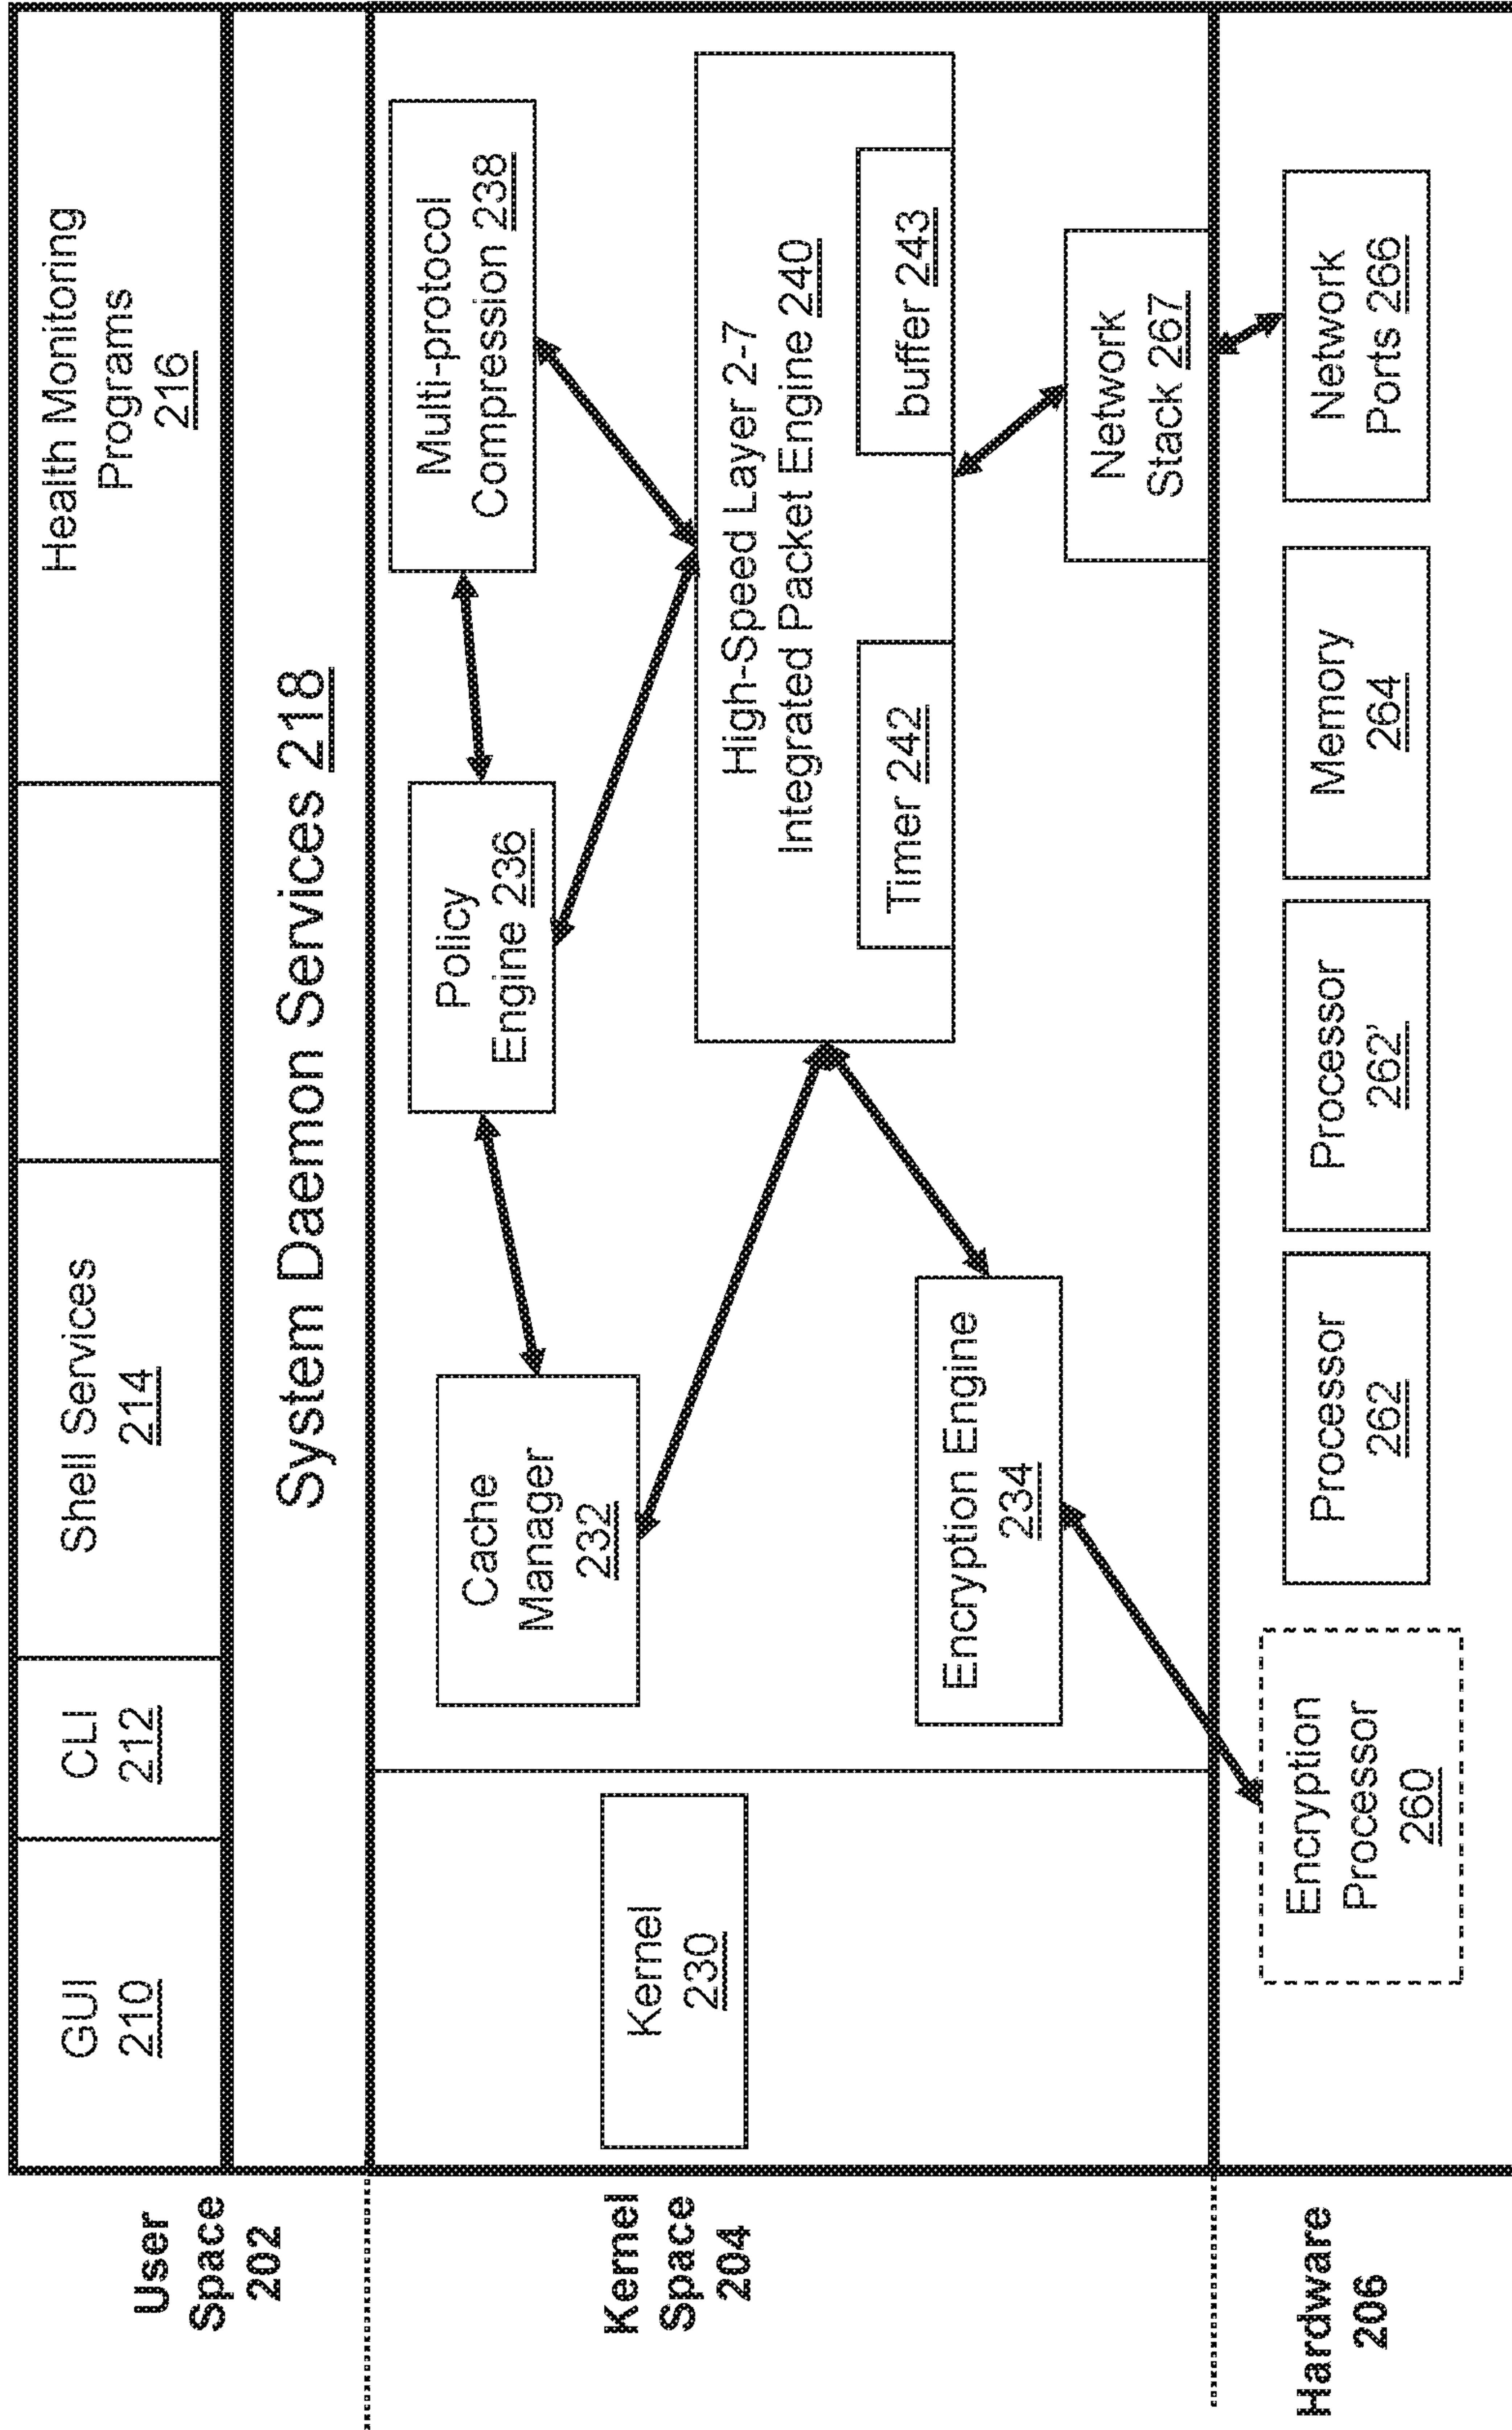 User
Space
202
GUI
210
CLI
212
Shell Services
214
Health Monitoring
Programs
216
System Daemon Services 218
Kernel
Space
204
Kernel
230
Cache
Manager
232
Policy
Engine 236
Multi-protocol
Compression 238
High-Speed Layer 2-7
Integrated Packet Engine 240
Timer 242
buffer 243
Encryption Engine
234
Network
Stack 267
Hardware
206
Encryption
Processor
260
Processor
262
Processor
262'
Memory
264
Network
Ports 266